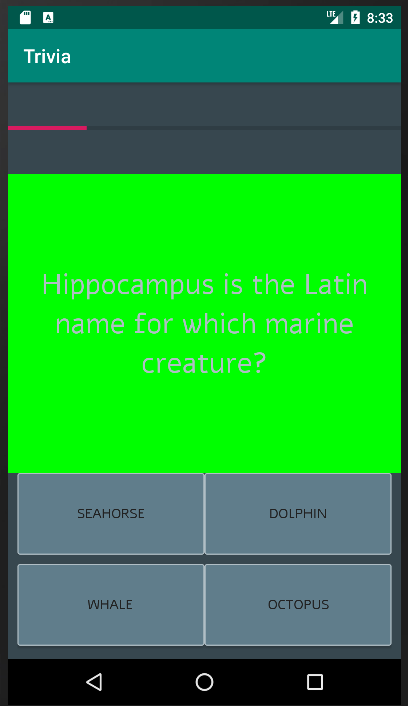 LTE 8:33
Trivia
Hippocampus is the Latin
name for which marine
creature?
SEAHORSE DOLPHIN
WHALE OCTOPUS